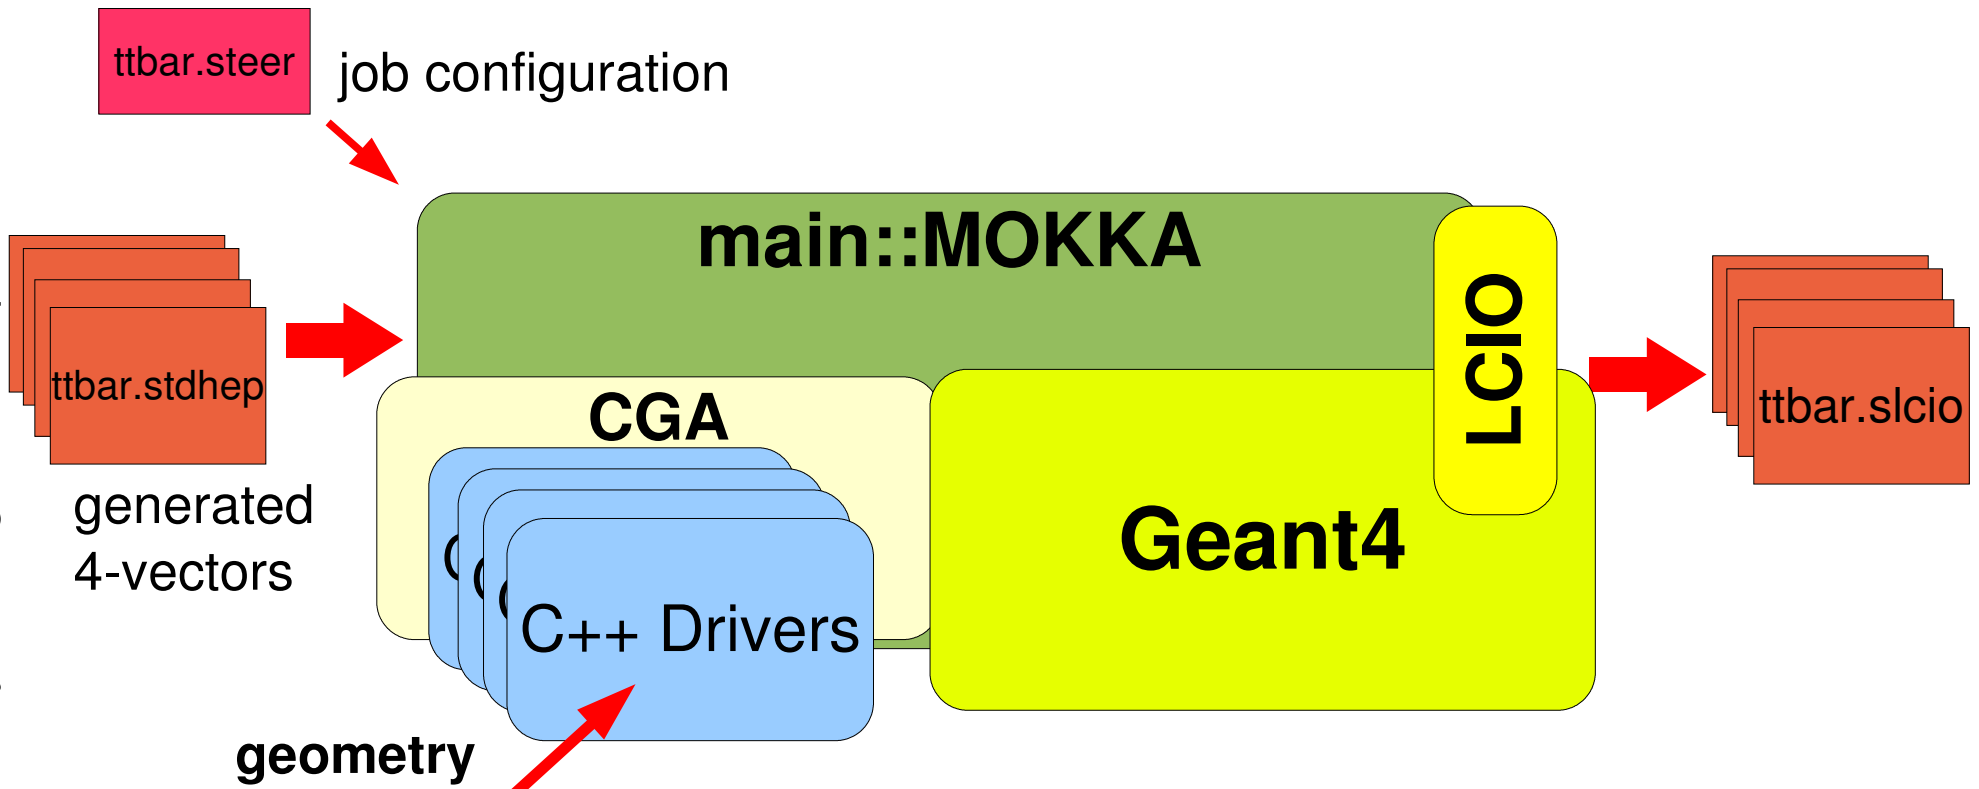 ttbar.steer
job configuration
main::MOKKA
LCIO
ttbar.stdhep
ttbar.slcio
CGA
generated
4-vectors
Geant4
C++ Drivers
geometry